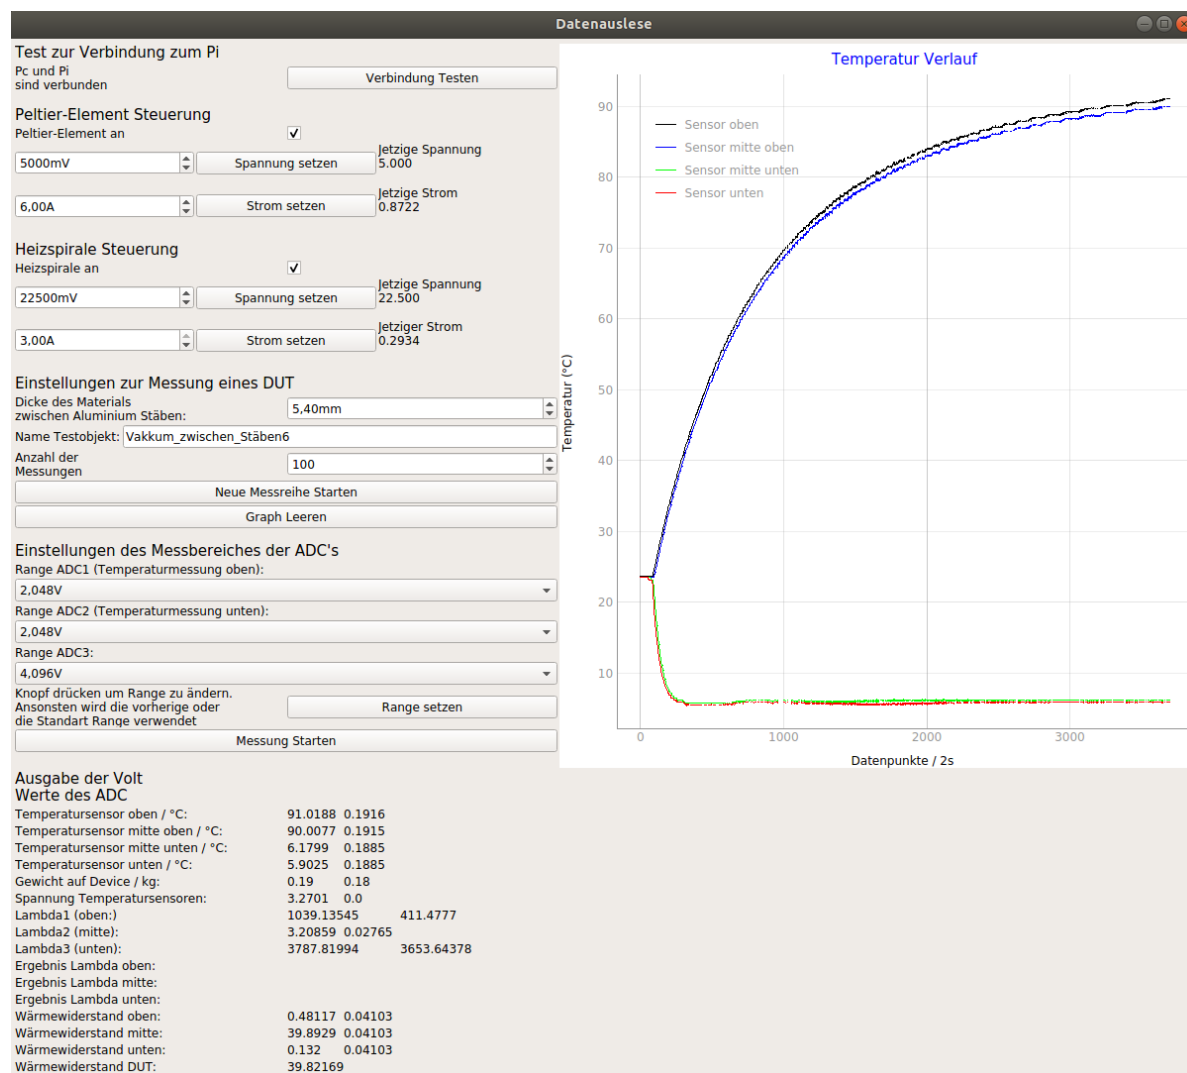 Datenauslese
Test zur Verbindung zum Pi
Pc und Pi
sind verbunden
Verbindung Testen
Peltier-Element Steuerung
Peltier-Element an
5000mV
Spannung setzen
Jetzige Spannung
5.000
6,00A
Strom setzen
Jetzige Strom
0.8722
Heizspirale Steuerung
Heizspirale an
22500mV
Spannung setzen
Jetzige Spannung
22.500
3,00A
Strom setzen
Jetziger Strom
0.2934
Einstellungen zur Messung eines DUT
Dicke des Materials
zwischen Aluminium Stäben:
5,40mm
Name Testobjekt: Vakkum_zwischen_Stäben6
Anzahl der
Messungen
100
Neue Messreihe Starten
Graph Leeren
Einstellungen des Messbereiches der ADC's
Range ADC1 (Temperaturmessung oben):
2,048V
Range ADC2 (Temperaturmessung unten):
2,048V
Range ADC3:
4,096V
Knopf drücken um Range zu ändern.
Ansonsten wird die vorherige oder
die Standart Range verwendet
Range setzen
Messung Starten
Temperatur Verlauf
Sensor oben
Sensor mitte oben
Sensor mitte unten
Sensor unten
Temperatur (°C)
90
80
70
60
50
40
30
20
10
0 1000 2000 3000
Datenpunkte / 2s
Ausgabe der Volt
Werte des ADC
Temperatursensor oben / °C: 91.0188 0.1916
Temperatursensor mitte oben / °C: 90.0077 0.1915
Temperatursensor mitte unten / °C: 6.1799 0.1885
Temperatursensor unten / °C: 5.9025 0.1885
Gewicht auf Device / kg: 0.19 0.18
Spannung Temperatursensoren: 3.2701 0.0
Lambda1 (oben:) 1039.13545 411.4777
Lambda2 (mitte): 3.20859 0.02765
Lambda3 (unten): 3787.81994 3653.64378
Ergebnis Lambda oben:
Ergebnis Lambda mitte:
Ergebnis Lambda unten:
Wärmewiderstand oben: 0.48117 0.04103
Wärmewiderstand mitte: 39.8929 0.04103
Wärmewiderstand unten: 0.132 0.04103
Wärmewiderstand DUT: 39.82169